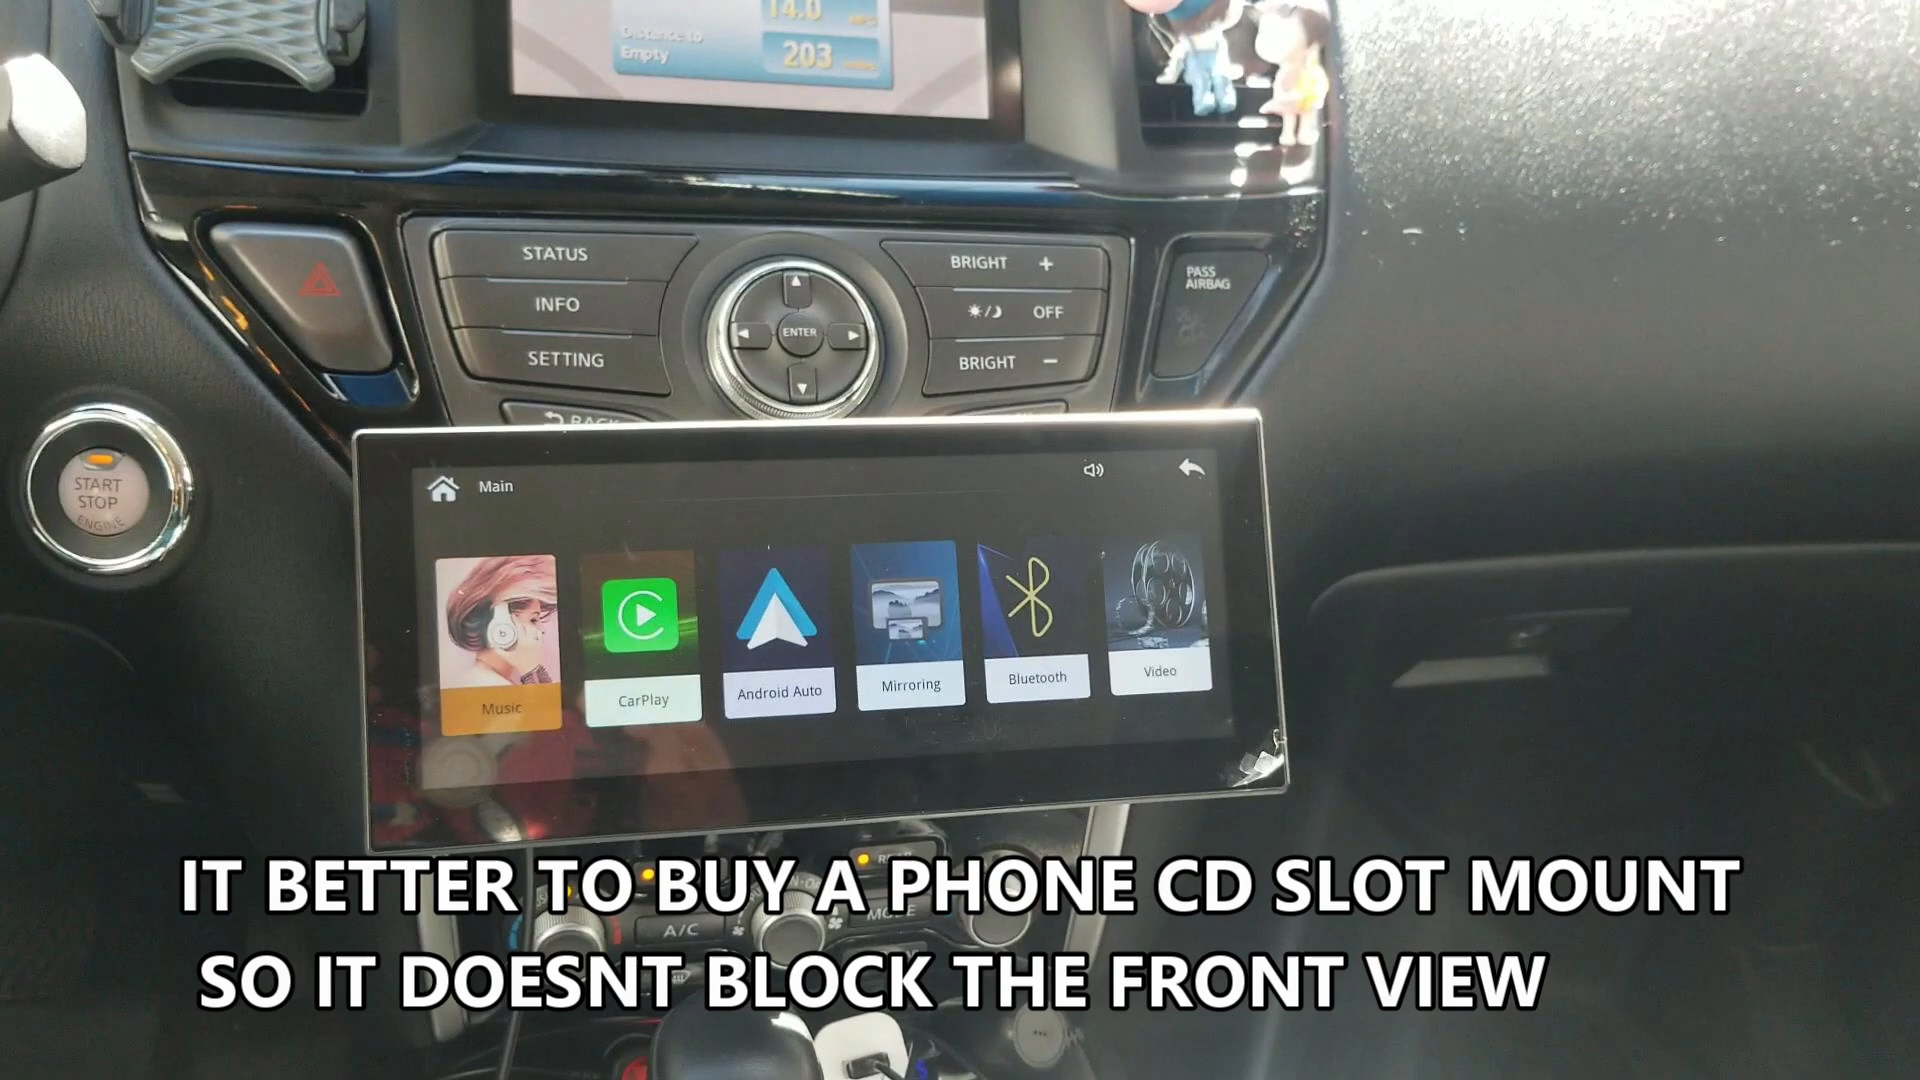 14.0
Distance to
Empty
203
STATUS
BRIGHT +
PASS
AIRBAG
INFO
ENTER
OFF
SETTING
BRIGHT −
BACK
START
STOP
ENGINE
Main
Music
CarPlay
Android Auto
Mirroring
Bluetooth
Video
IT BETTER TO BUY A PHONE CD SLOT MOUNT
A/C
MODE
SO IT DOESNT BLOCK THE FRONT VIEW